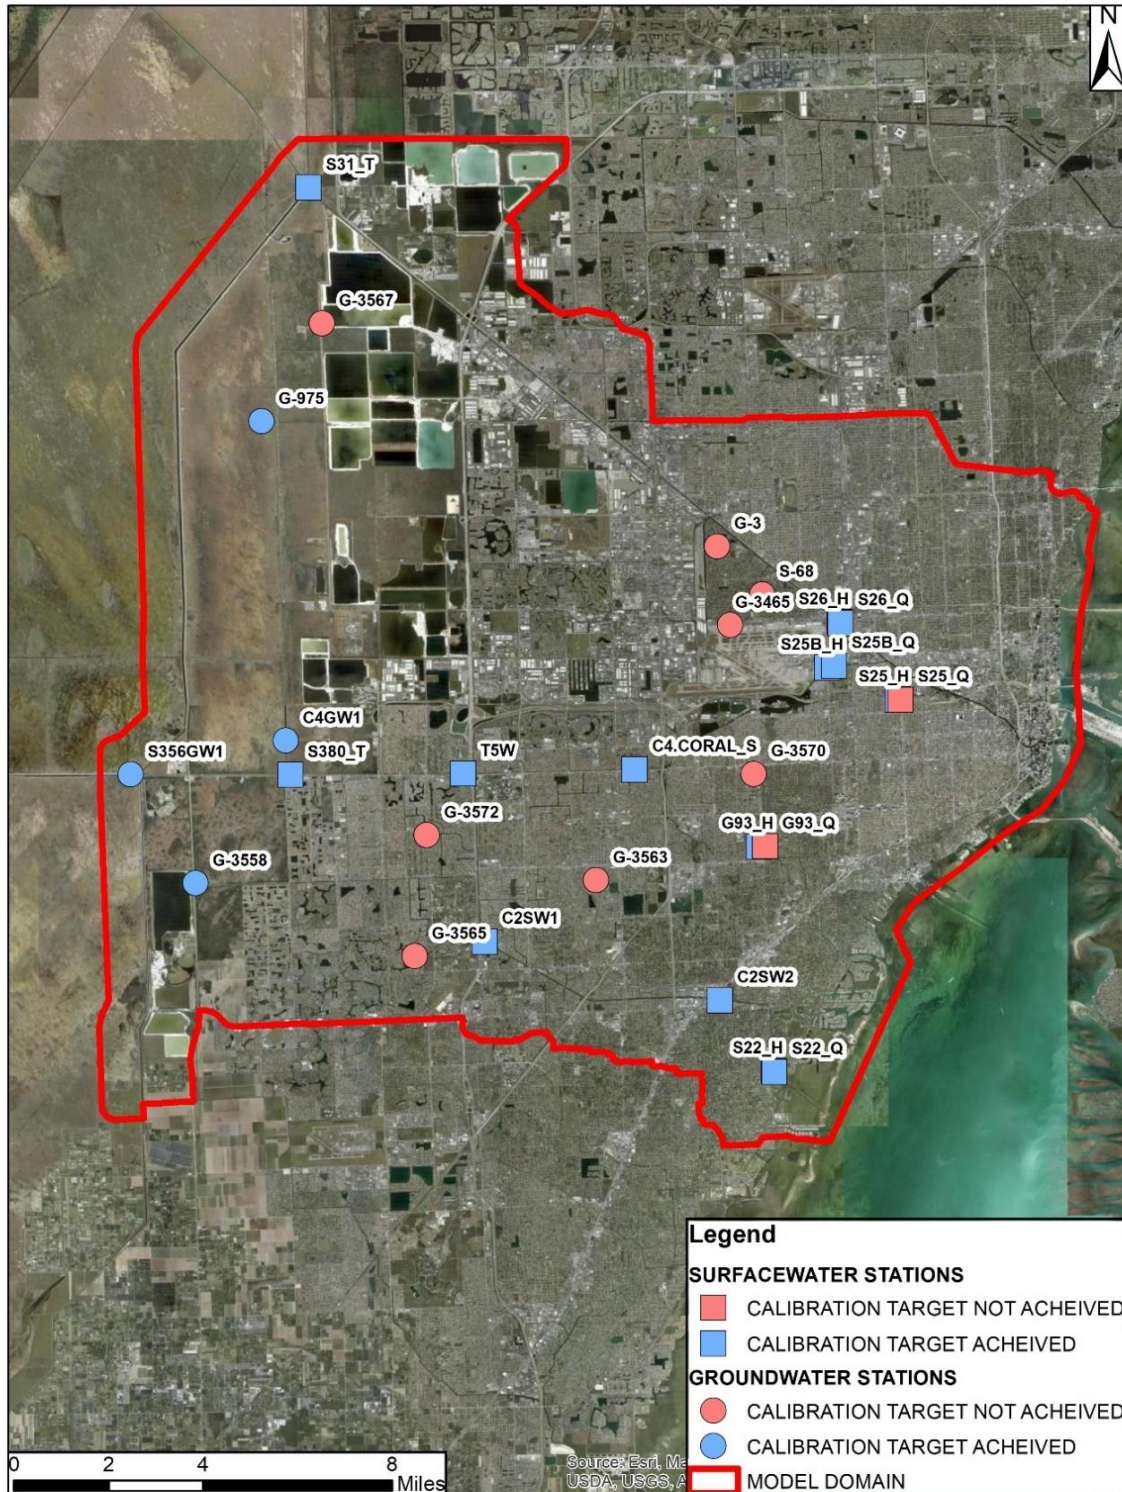 N
S31_T
G-3567
G-975
G-3
S-68
G-3465
S26_H S26_Q
S25B_H S25B_Q
S25_H S25_Q
C4GW1
S356GW1
S380_T
T5W
C4.CORAL_S
G-3570
G-3572
G93_H G93_Q
G-3558
G-3563
G-3565
C2SW1
C2SW2
S22_H S22_Q
Legend
SURFACEWATER STATIONS
CALIBRATION TARGET NOT ACHEIVED
CALIBRATION TARGET ACHEIVED
GROUNDWATER STATIONS
CALIBRATION TARGET NOT ACHEIVED
CALIBRATION TARGET ACHEIVED
MODEL DOMAIN
0 2 4 8
Miles
Source: Esri, Ma
USDA, USGS, A